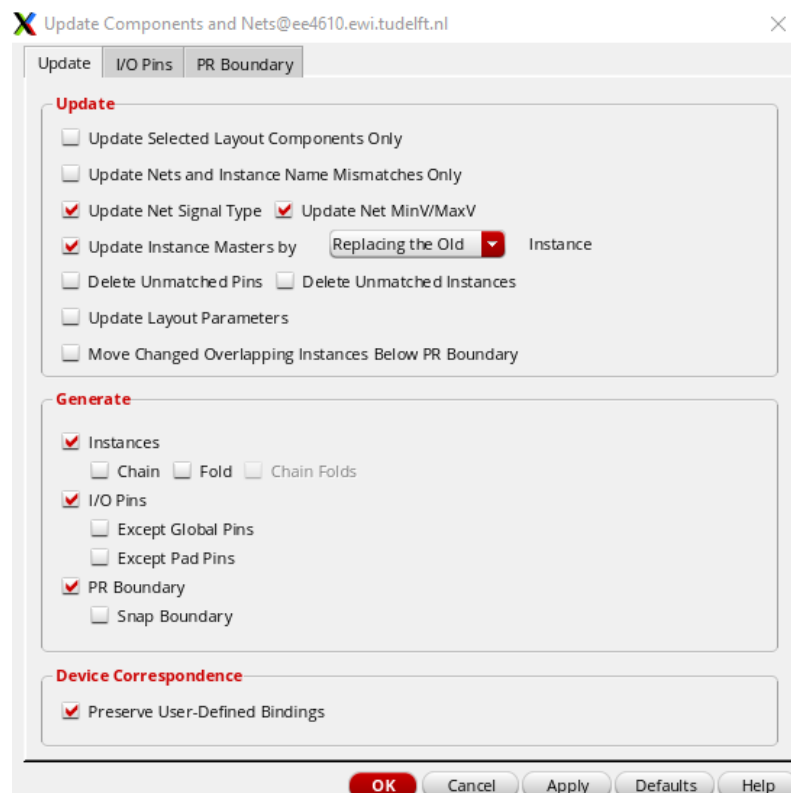 Update Components and Nets@ee4610.ewi.tudelft.nl
Update I/O Pins PR Boundary
Update
Update Selected Layout Components Only
Update Nets and Instance Name Mismatches Only
Update Net Signal Type Update Net MinV/MaxV
Update Instance Masters by Replacing the Old Instance
Delete Unmatched Pins Delete Unmatched Instances
Update Layout Parameters
Move Changed Overlapping Instances Below PR Boundary
Generate
Instances
Chain Fold Chain Folds
I/O Pins
Except Global Pins
Except Pad Pins
PR Boundary
Snap Boundary
Device Correspondence
Preserve User-Defined Bindings
OK Cancel Apply Defaults Help